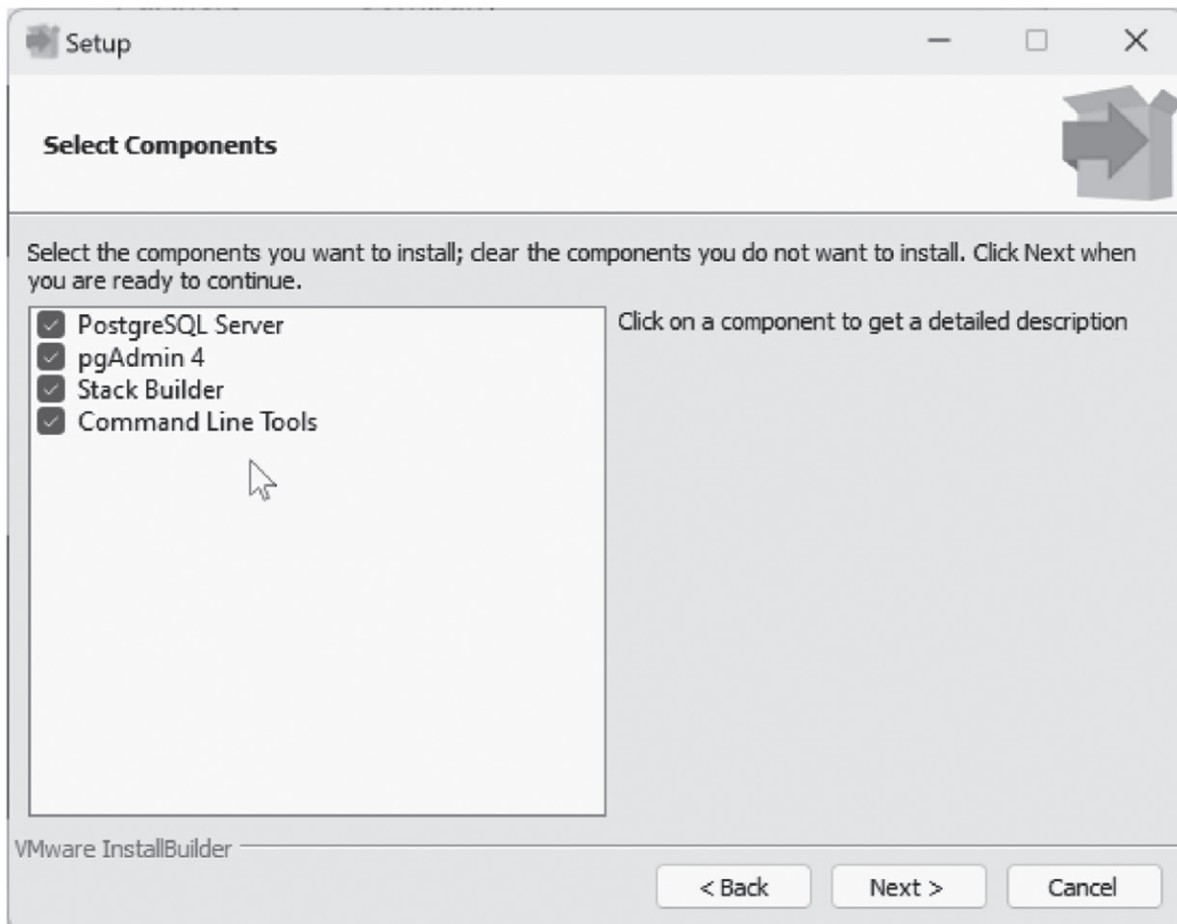 Setup
Select Components
Select the components you want to install; clear the components you do not want to install. Click Next when
you are ready to continue.
PostgreSQL Server
pgAdmin 4
Stack Builder
Command Line Tools
Click on a component to get a detailed description
VMware InstallBuilder
< Back
Next >
Cancel